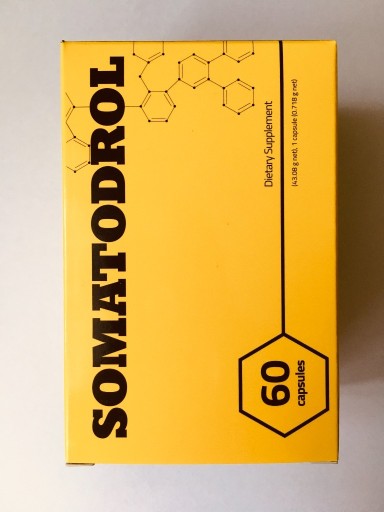 SOMATODROL
Dietary Supplement
(43.08 g net), 1 capsule (0.718 g net)
60
capsules